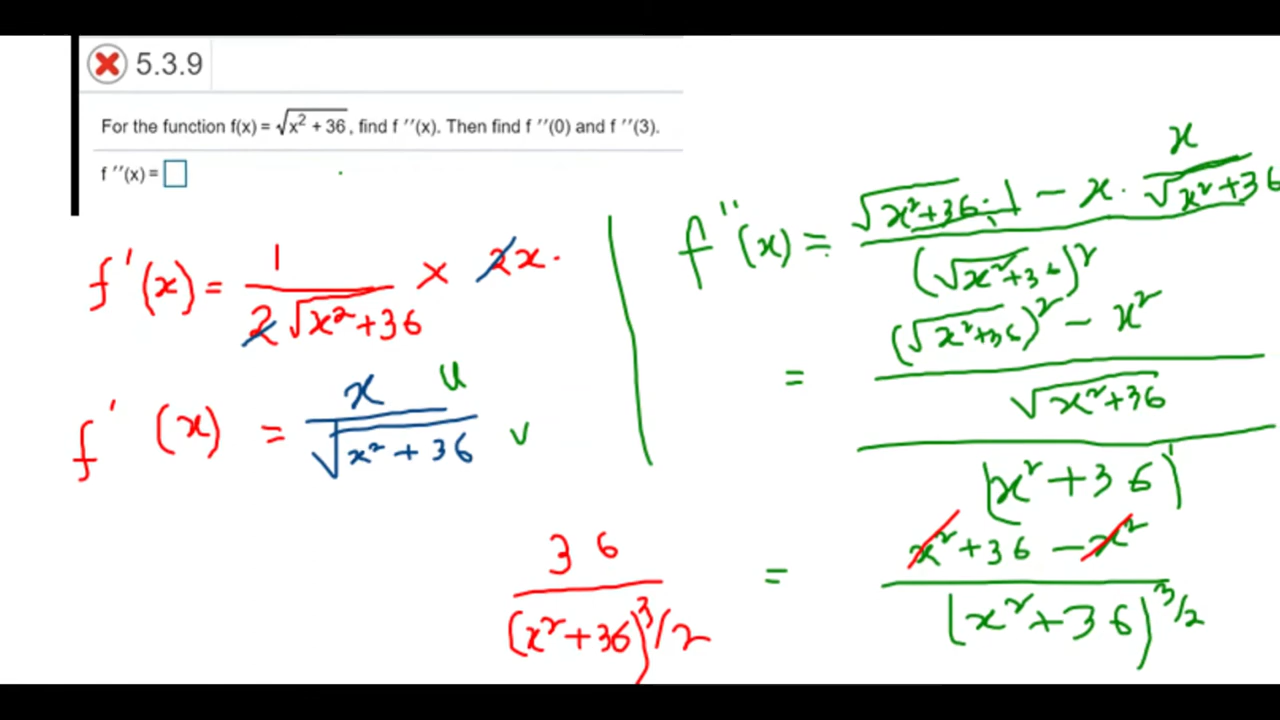 5.3.9
For the function f(x) = √(x² + 36), find f ′′(x). Then find f ′′(0) and f ′′(3).
f ′′(x) =
f'(x) = 1 / (2√(x²+36)) × 2x.
f'(x) = x / √(x² + 36)
u
v
f''(x) = (√(x²+36) · 1 − x · x/√(x²+36)) / (√(x²+36))²
= (((√(x²+36))² − x²) / √(x²+36)) / (x²+36)¹
= (x² + 36 − x²) / (x²+36)^3/2
36 / (x²+36)^3/2